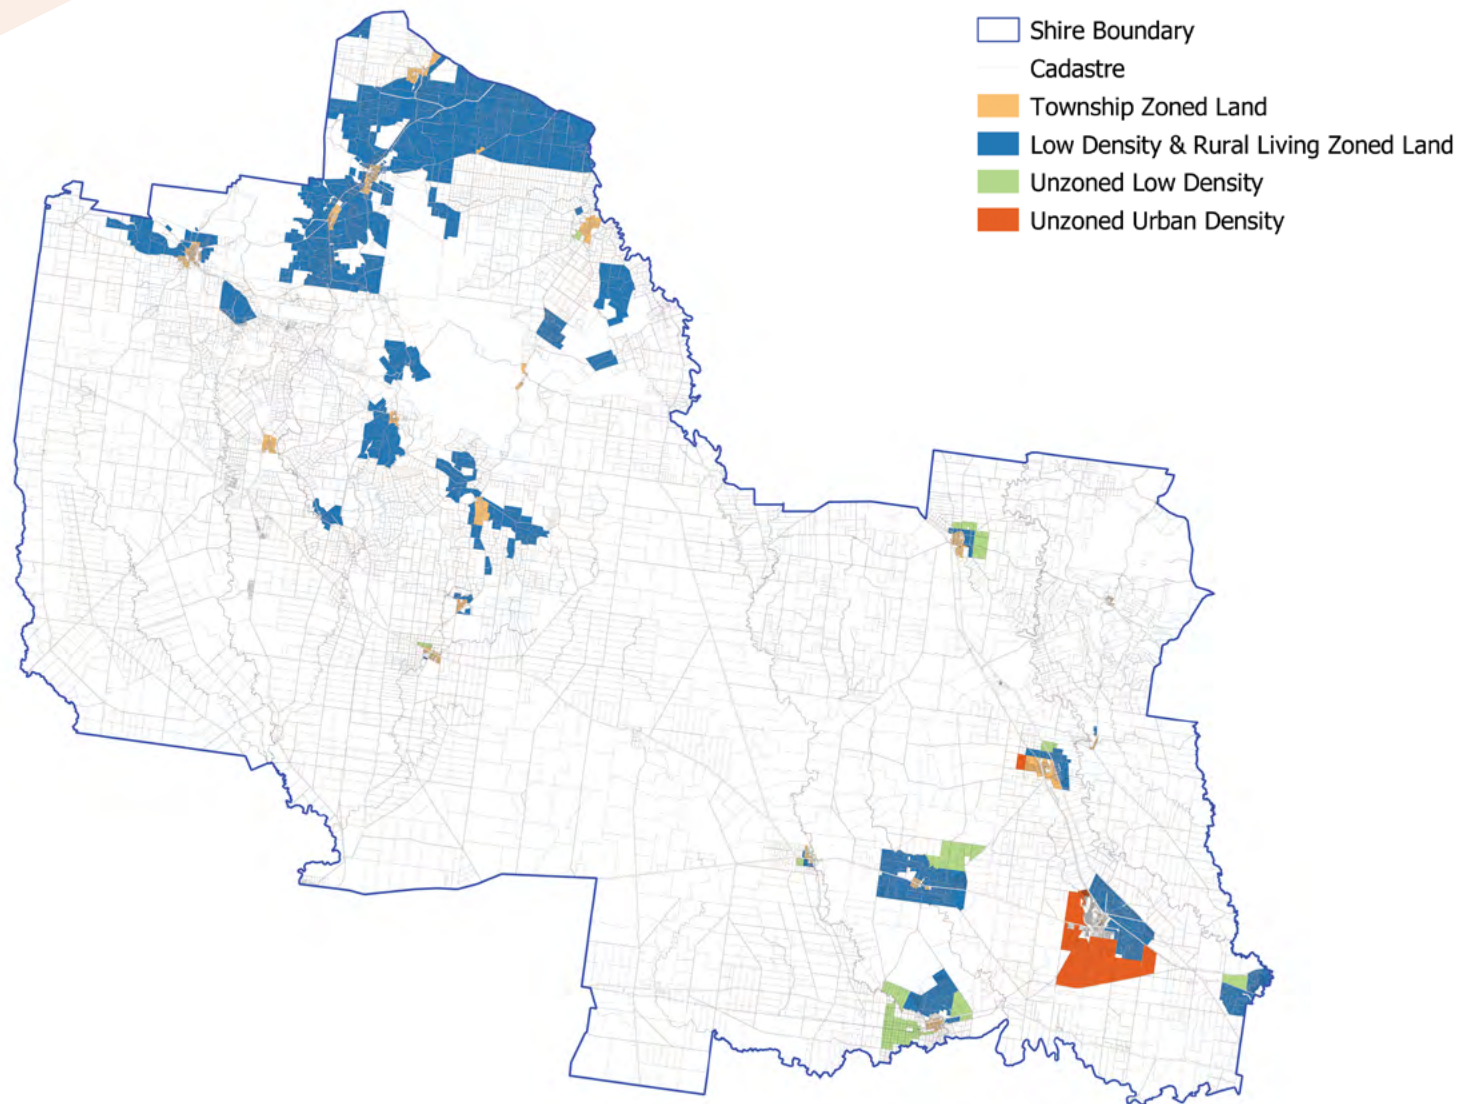 Shire Boundary
Cadastre
Township Zoned Land
Low Density & Rural Living Zoned Land
Unzoned Low Density
Unzoned Urban Density